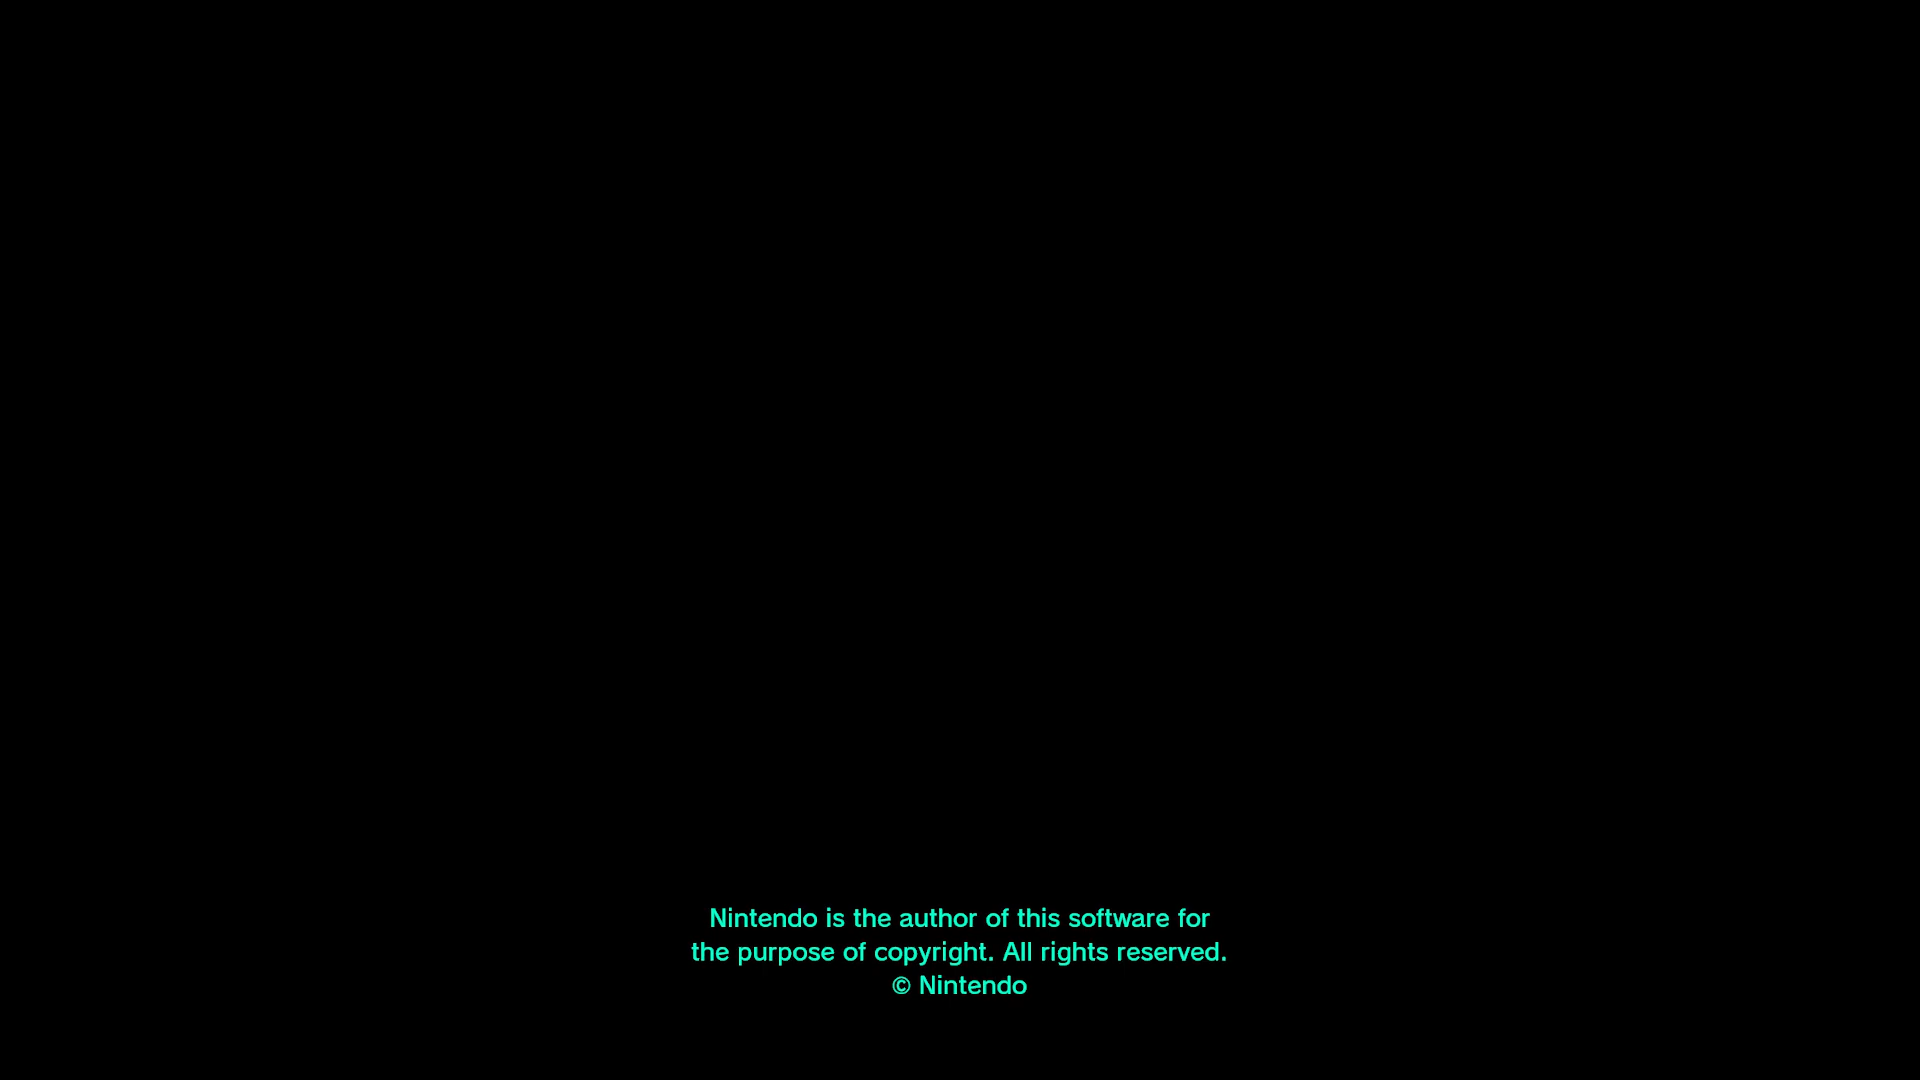 Nintendo is the author of this software for
the purpose of copyright. All rights reserved.
© Nintendo